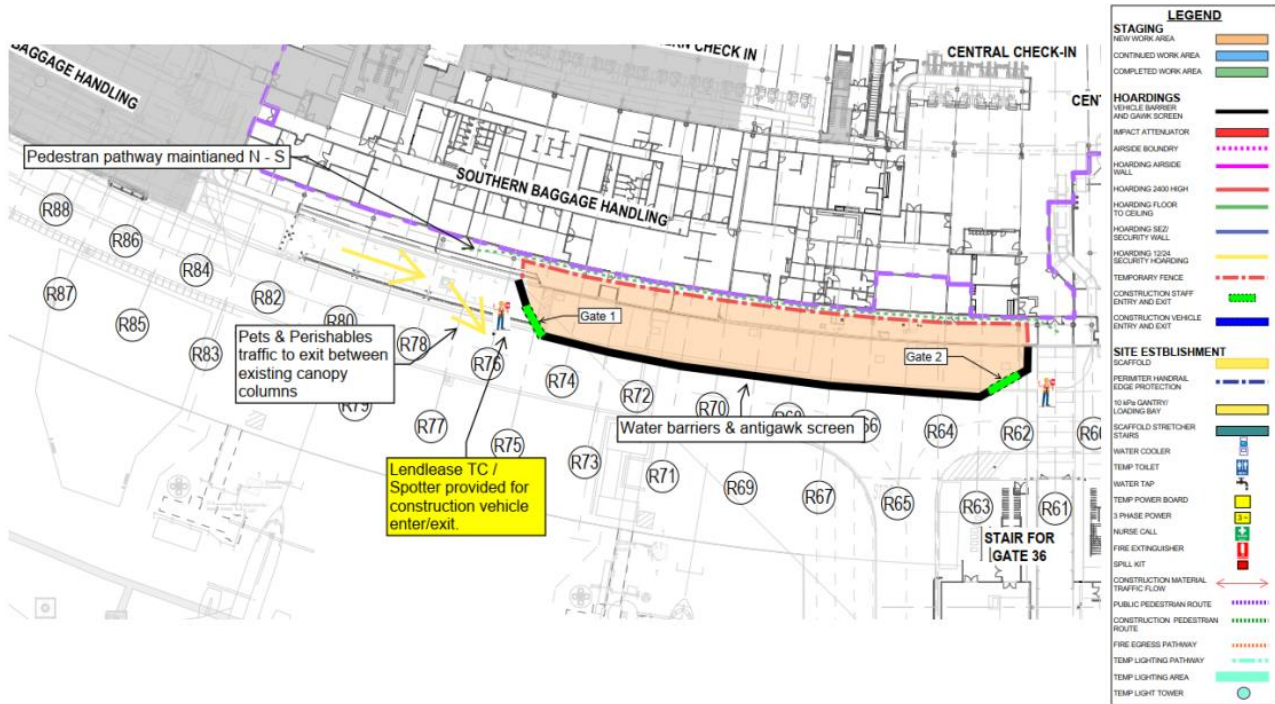 BAGGAGE HANDLING
CHECK IN
CENTRAL CHECK-IN
CEN
Pedestran pathway maintianed N - S
SOUTHERN BAGGAGE HANDLING
R88
R86
R84
R82
R80
R78
R76
R74
R72
R70
R68
66
R64
R62
R60
R87
R85
R83
R79
R77
R75
R73
R71
R69
R67
R65
R63
R61
Gate 1
Gate 2
Pets & Perishables
traffic to exit between
existing canopy
columns
Water barriers & antigawk screen
Lendlease TC /
Spotter provided for
construction vehicle
enter/exit.
STAIR FOR
GATE 36
LEGEND
STAGING
NEW WORK AREA
CONTINUED WORK AREA
COMPLETED WORK AREA
HOARDINGS
VEHICLE BARRIER
AND GAWK SCREEN
IMPACT ATTENUATOR
AIRSIDE BOUNDRY
HOARDING AIRSIDE
WALL
HOARDING 2400 HIGH
HOARDING FLOOR
TO CEILING
HOARDING SEZ/
SECURITY WALL
HOARDING 12/24
SECURITY HOARDING
TEMPORARY FENCE
CONSTRUCTION STAFF
ENTRY AND EXIT
CONSTRUCTION VEHICLE
ENTRY AND EXIT
SITE ESTBLISHMENT
SCAFFOLD
PERIMITER HANDRAIL
EDGE PROTECTION
10 kPa GANTRY/
LOADING BAY
SCAFFOLD STRETCHER
STAIRS
WATER COOLER
TEMP TOILET
WATER TAP
TEMP POWER BOARD
3 PHASE POWER
NURSE CALL
FIRE EXTINGUISHER
SPILL KIT
CONSTRUCTION MATERIAL
TRAFFIC FLOW
PUBLIC PEDESTRIAN ROUTE
CONSTRUCTION PEDESTRIAN
ROUTE
FIRE EGRESS PATHWAY
TEMP LIGHTING PATHWAY
TEMP LIGHTING AREA
TEMP LIGHT TOWER